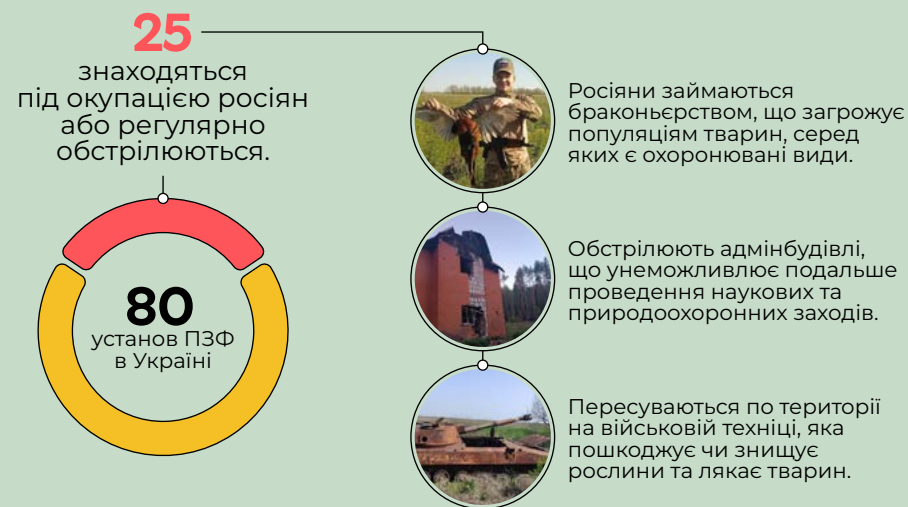 25
знаходяться
під окупацією росіян
або регулярно
обстрілюються.
80
установ ПЗФ
в Україні
Росіяни займаються
браконьєрством, що загрожує
популяціям тварин, серед
яких є охоронювані види.
Обстрілюють адмінбудівлі,
що унеможливлює подальше
проведення наукових та
природоохоронних заходів.
Пересуваються по території
на військовій техніці, яка
пошкоджує чи знищує
рослини та лякає тварин.